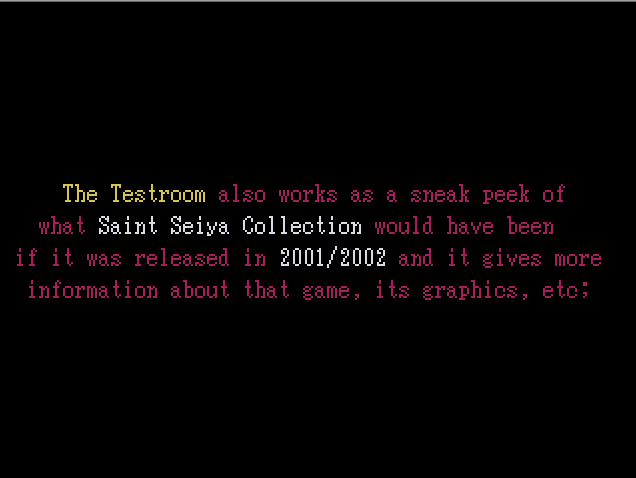 The Testroom also works as a sneak peek of
what Saint Seiya Collection would have been
if it was released in 2001/2002 and it gives more
information about that game, its graphics, etc;